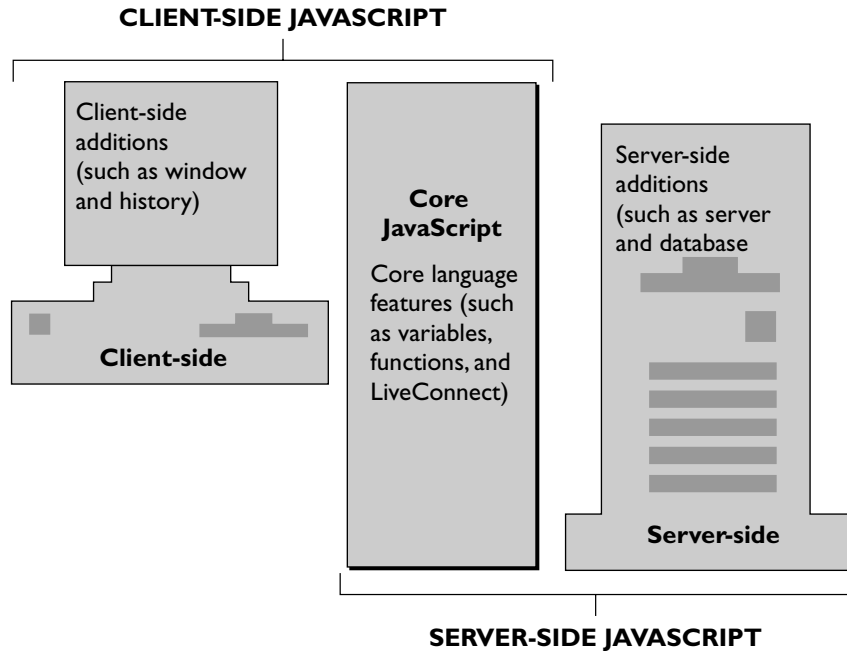 CLIENT-SIDE JAVASCRIPT
Client-side
additions
(such as window
and history)
Client-side
Core
JavaScript
Core language
features (such
as variables,
functions, and
LiveConnect)
Server-side
additions
(such as server
and database
Server-side
SERVER-SIDE JAVASCRIPT